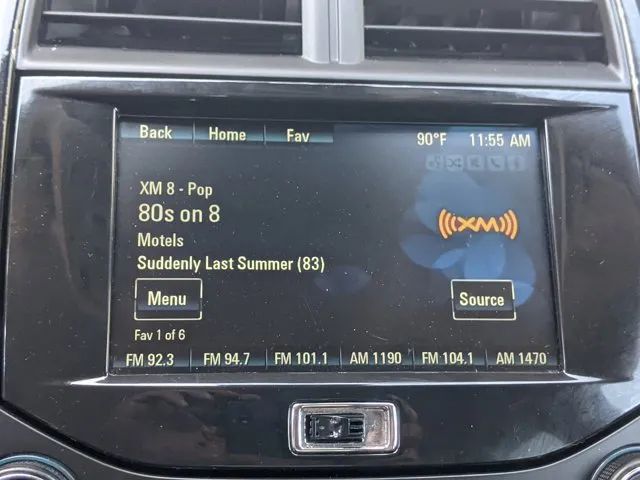 Back Home Fav 90°F 11:55 AM
XM 8 - Pop
80s on 8
((XM))
Motels
Suddenly Last Summer (83)
Menu Source
Fav 1 of 6
FM 92.3 FM 94.7 FM 101.1 AM 1190 FM 104.1 AM 1470